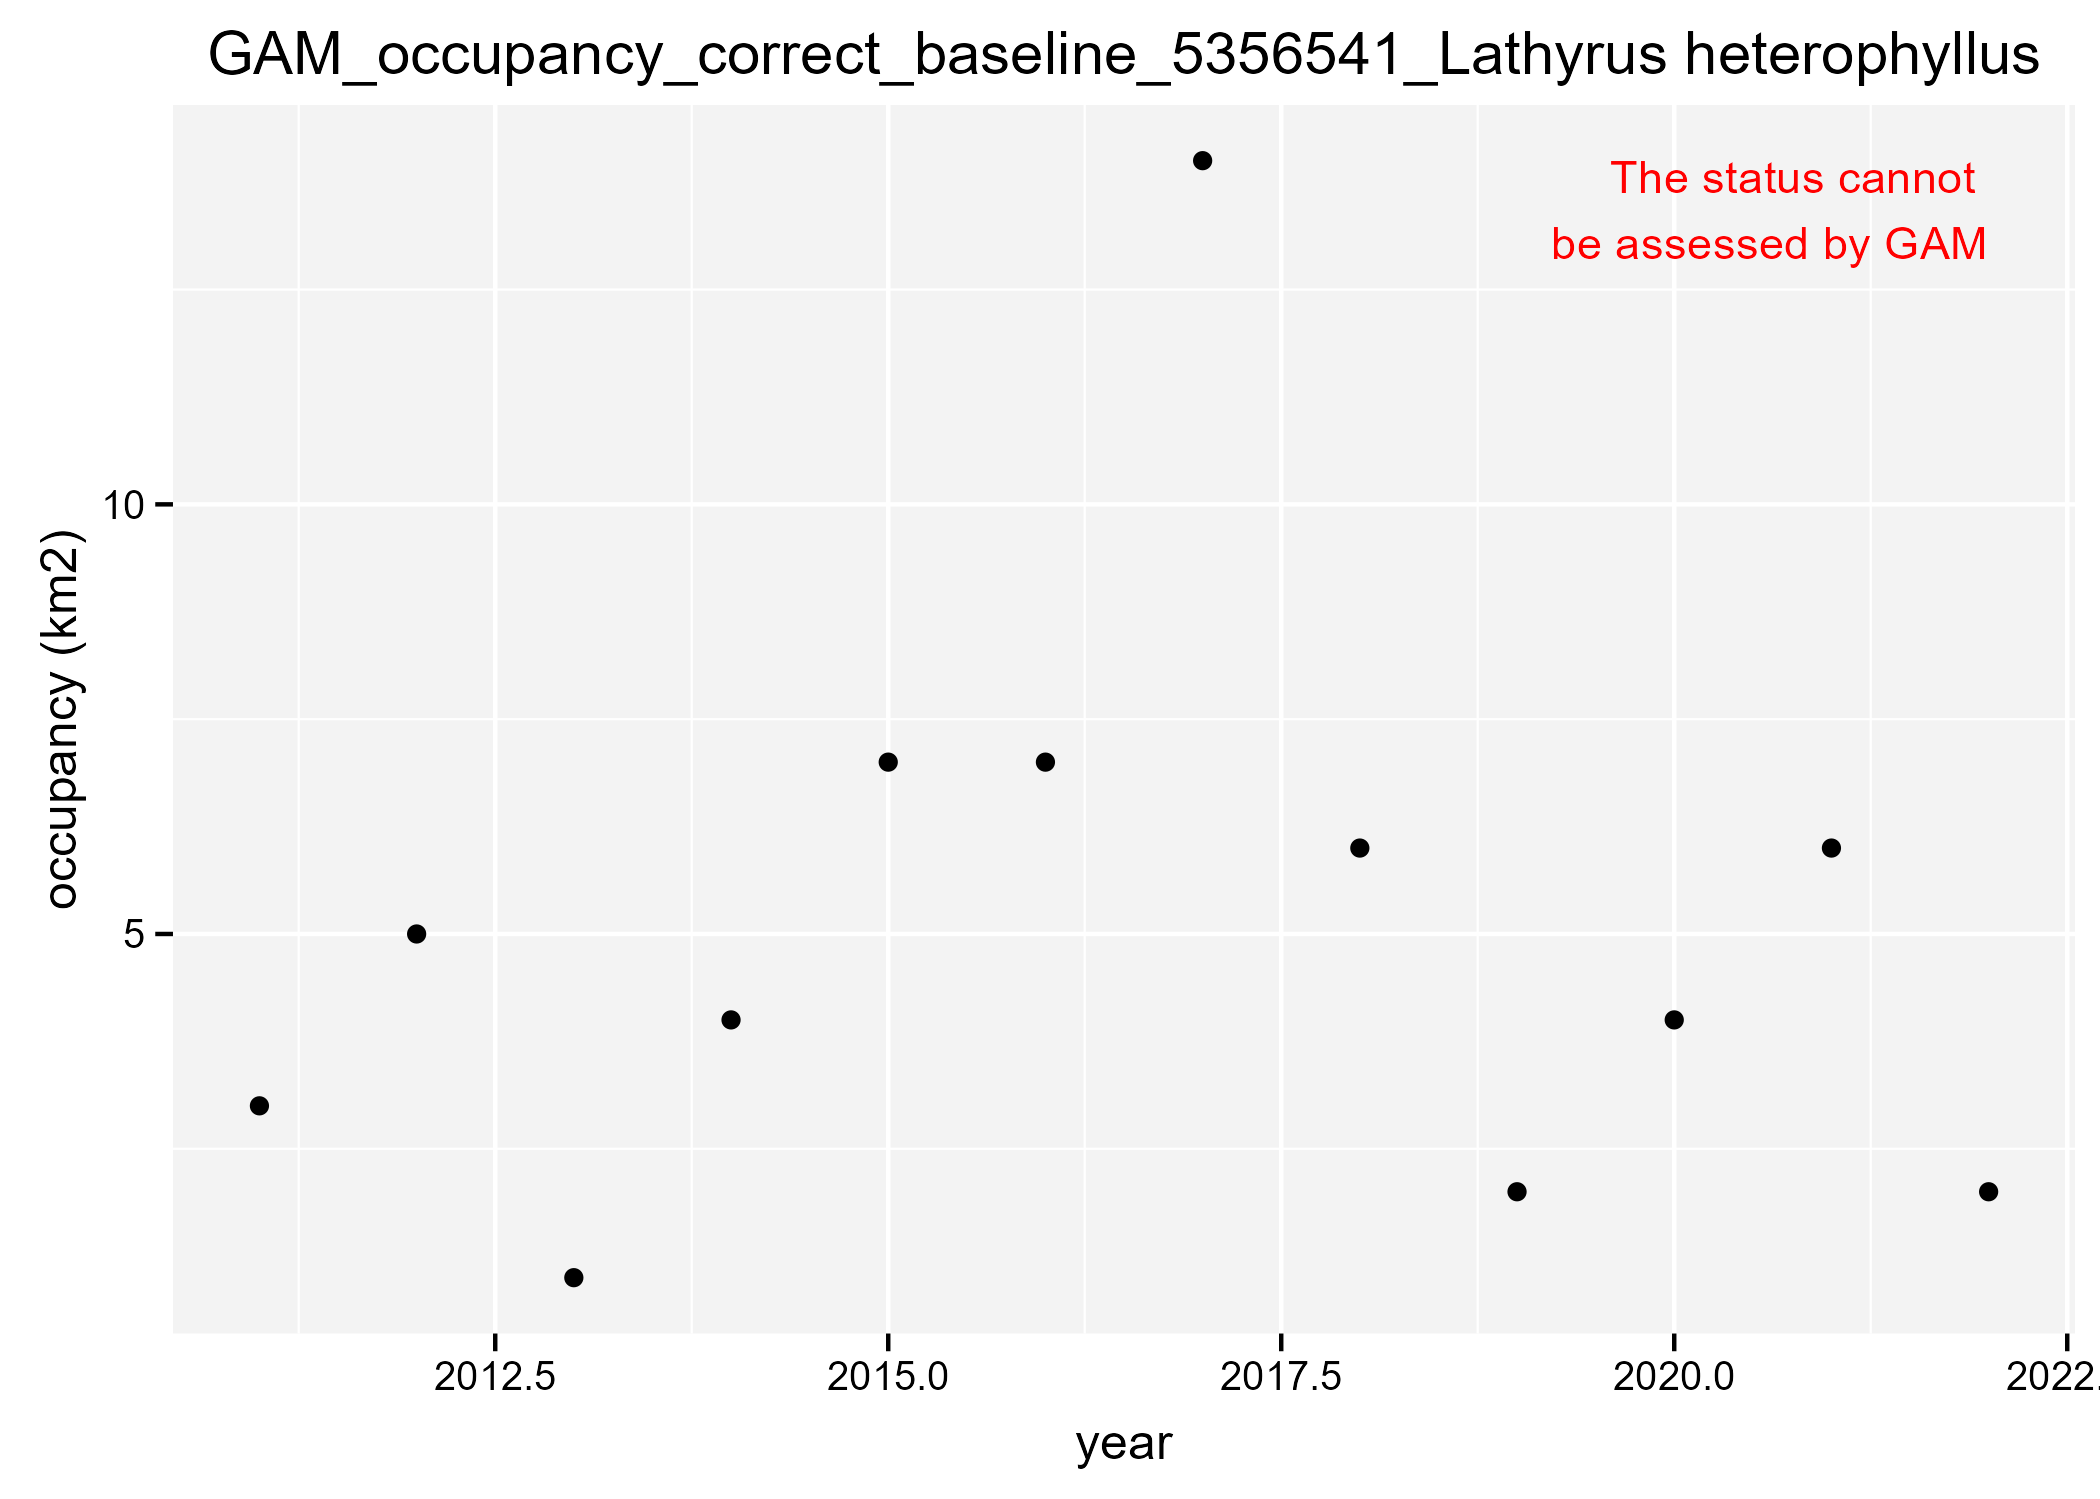 GAM_occupancy_correct_baseline_5356541_Lathyrus heterophyllus
The status cannot
be assessed by GAM
10
5
occupancy (km2)
2012.5
2015.0
2017.5
2020.0
2022.
year